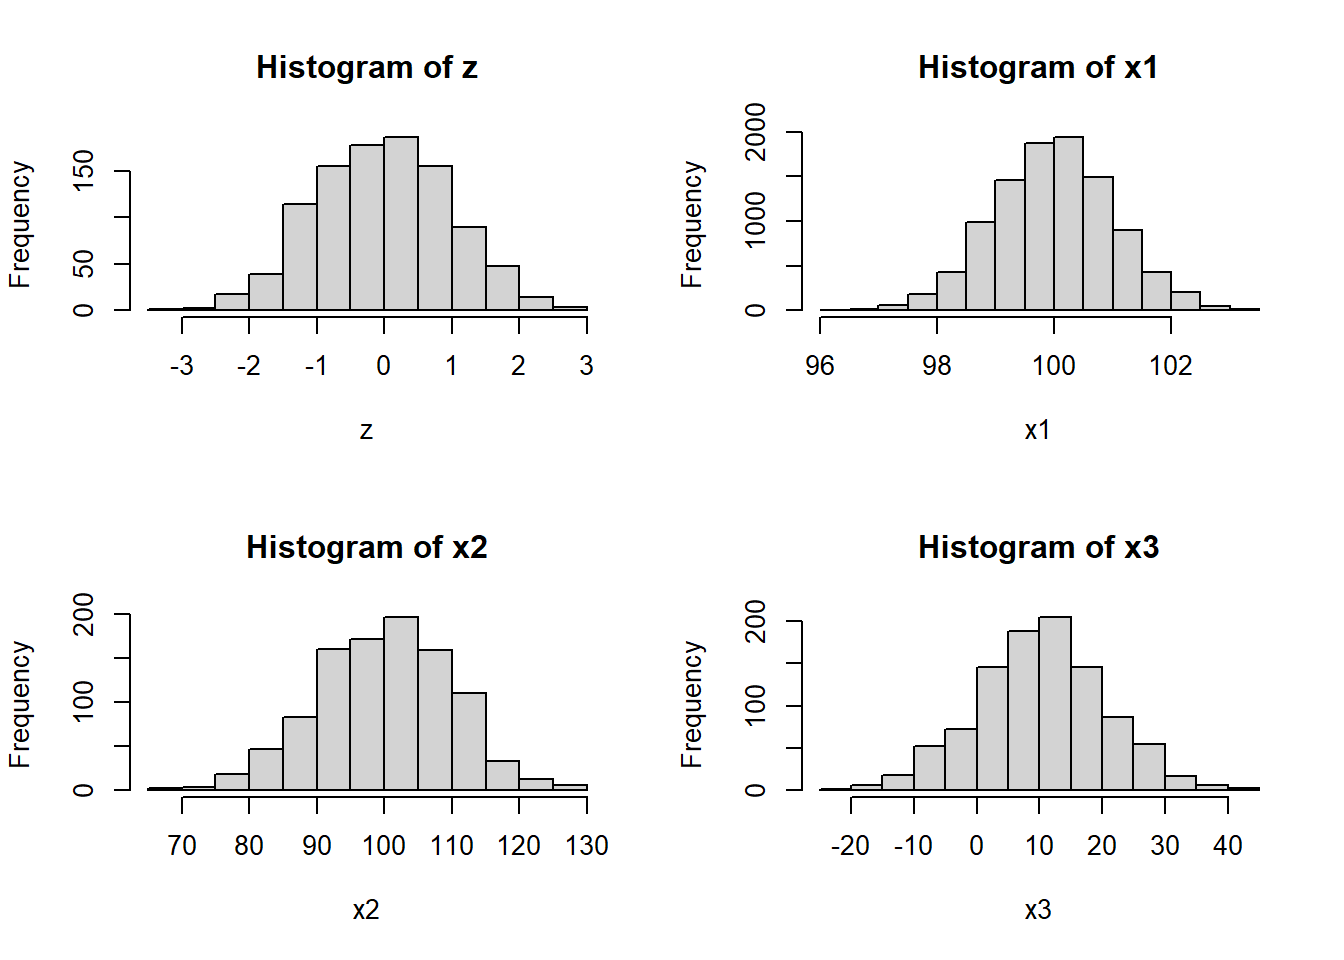 Histogram of z
Frequency
0 50 150
-3 -2 -1 0 1 2 3
z
Histogram of x1
Frequency
0 1000 2000
96 98 100 102
x1
Histogram of x2
Frequency
0 100 200
70 80 90 100 110 120 130
x2
Histogram of x3
Frequency
0 100 200
-20 -10 0 10 20 30 40
x3